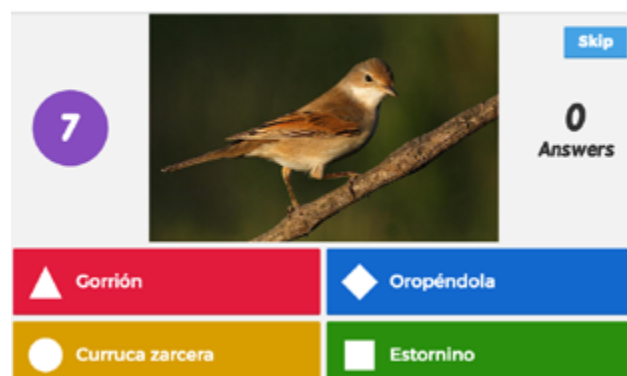 Skip
7
0
Answers
Gorrión
Oropéndola
Curruca zarcera
Estornino